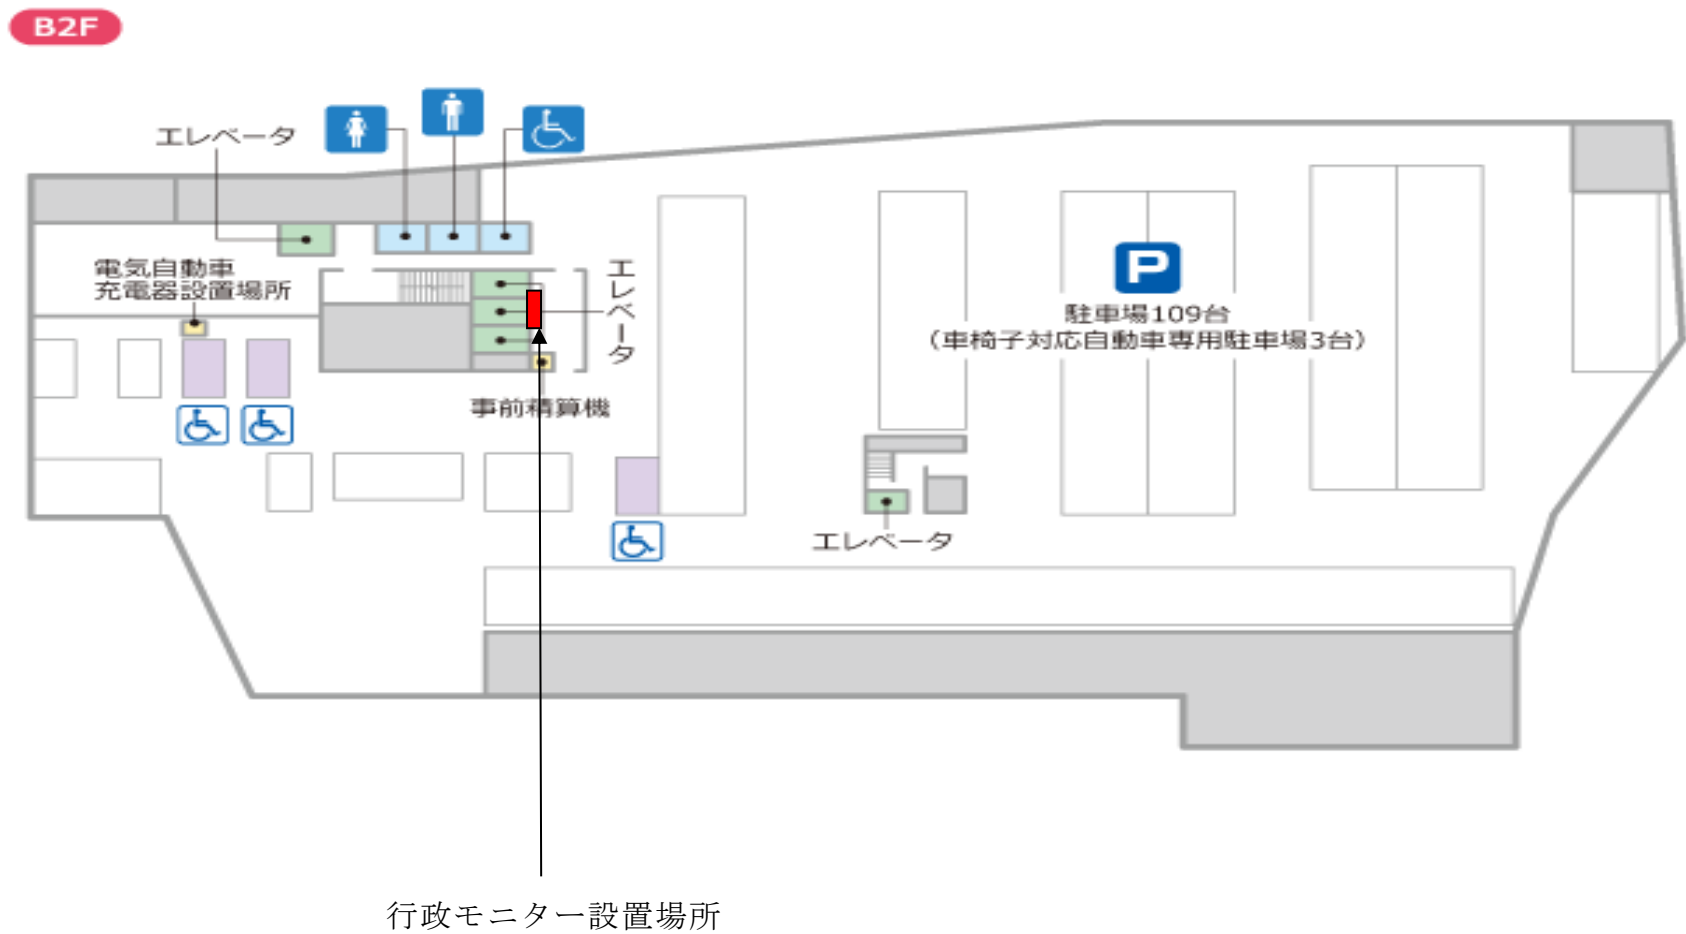 B2F
エレベータ
電気自動車
充電器設置場所
エレベータ
事前精算機
P
駐車場109台
（車椅子対応自動車専用駐車場3台）
エレベータ
行政モニター設置場所